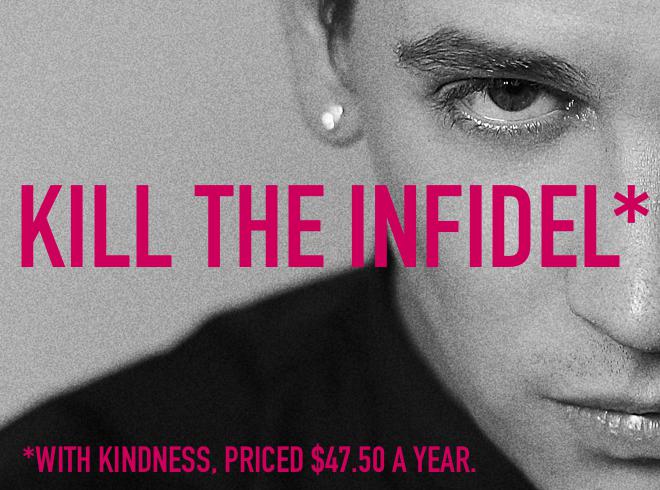 KILL THE INFIDEL*
*WITH KINDNESS, PRICED $47.50 A YEAR.